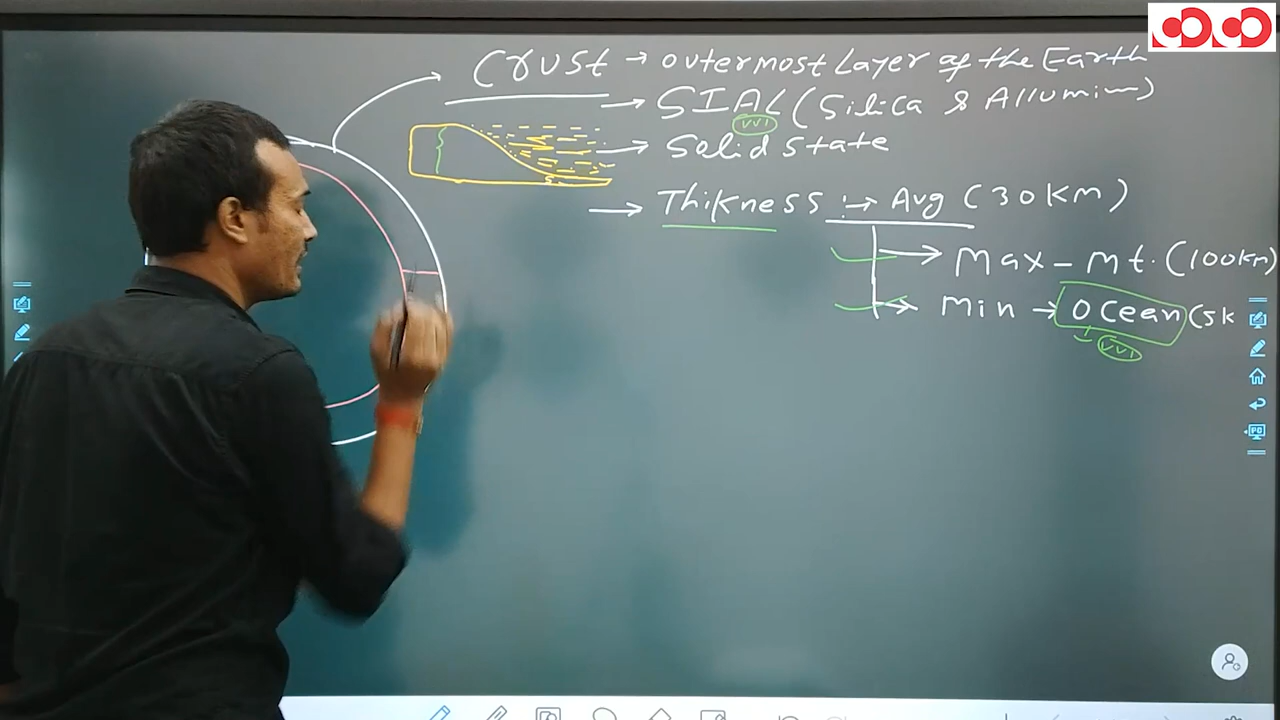 Crust → outermost Layer of the Earth
→ SIAL (Silica & Allumim)
vvI
→ Solid state
→ Thikness :→ Avg (30 KM)
→ Max - Mt. (100km)
→ Min → Ocean (5k
vvI